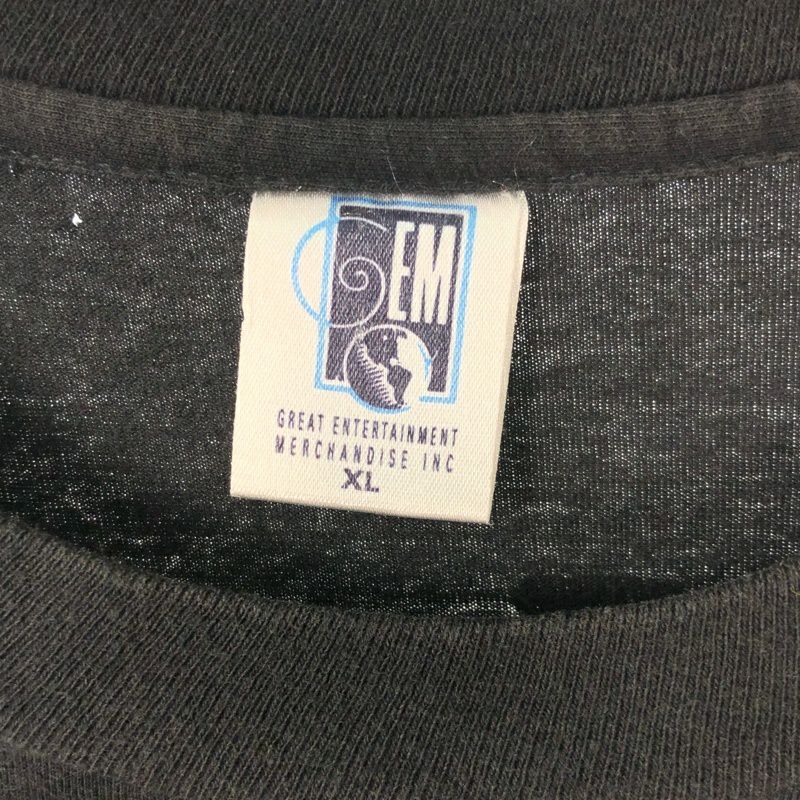 GEM
GREAT ENTERTAINMENT
MERCHANDISE INC
XL